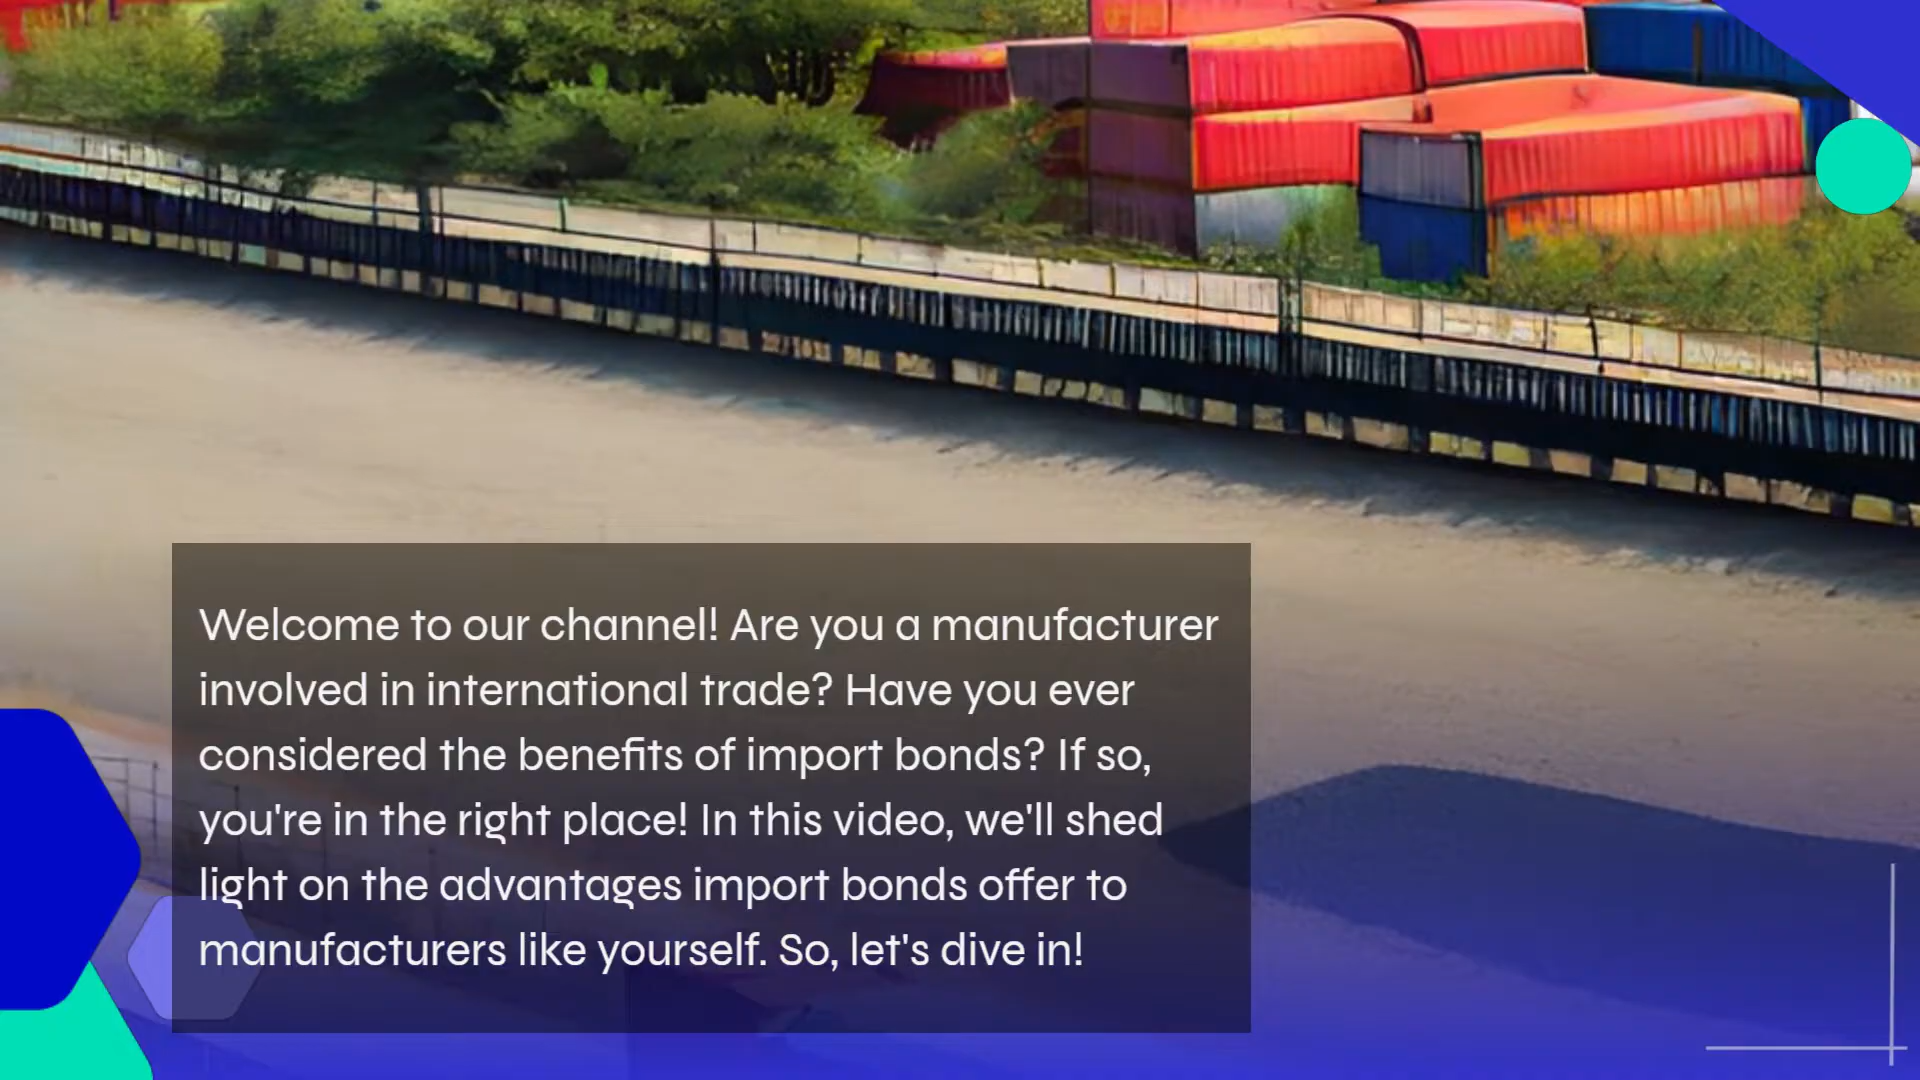 Welcome to our channel! Are you a manufacturer
involved in international trade? Have you ever
considered the benefits of import bonds? If so,
you're in the right place! In this video, we'll shed
light on the advantages import bonds offer to
manufacturers like yourself. So, let's dive in!